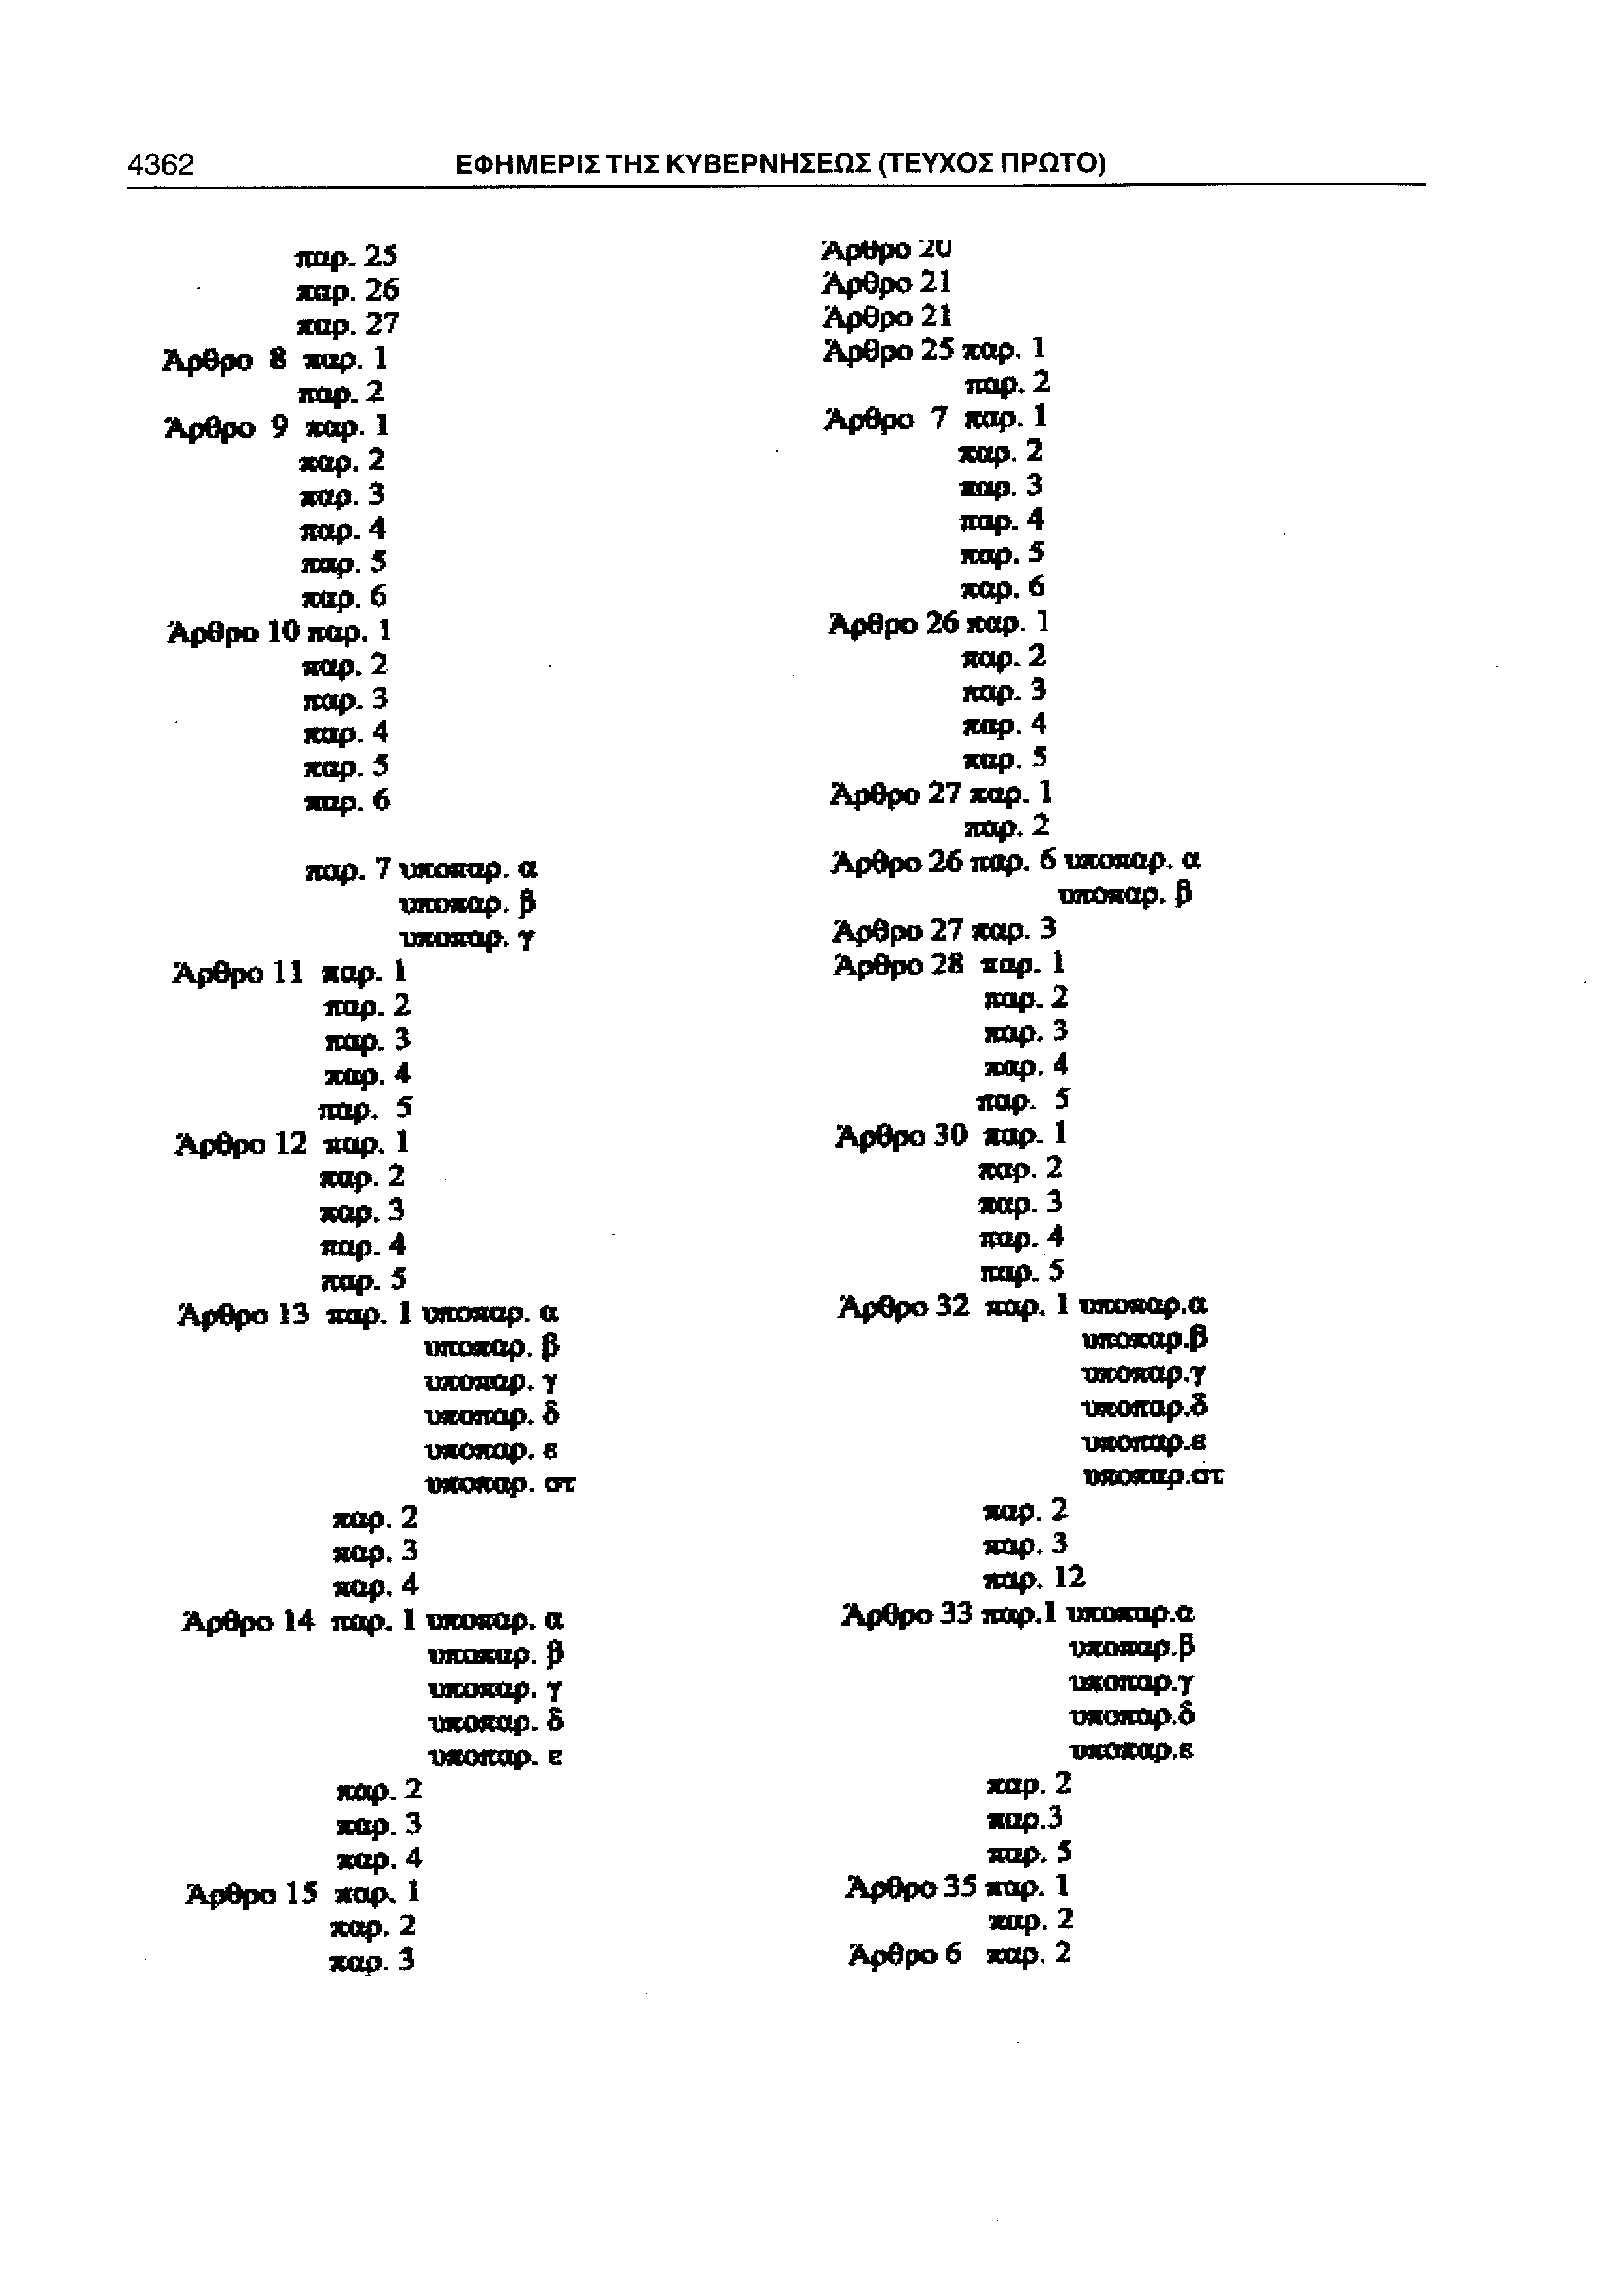 4362
ΕΦΗΜΕΡΙΣ ΤΗΣ ΚΥΒΕΡΝΗΣΕΩΣ (ΤΕΥΧΟΣ ΠΡΩΤΟ)
παρ. 25
παρ. 26
παρ. 27
Άρθρο 8 παρ. 1
παρ. 2
Άρθρο 9 παρ. 1
παρ. 2
παρ. 3
παρ. 4
παρ. 5
παρ. 6
Άρθρο 10 παρ. 1
παρ. 2
παρ. 3
παρ. 4
παρ. 5
παρ. 6
παρ. 7 υποπαρ. α
υποπαρ. β
υποπαρ. γ
Άρθρο 11 παρ. 1
παρ. 2
παρ. 3
παρ. 4
παρ. 5
Άρθρο 12 παρ. 1
παρ. 2
παρ. 3
παρ. 4
παρ. 5
Άρθρο 13 παρ. 1 υποπαρ. α
υποπαρ. β
υποπαρ. γ
υποπαρ. δ
υποπαρ. ε
υποπαρ. στ
παρ. 2
παρ. 3
παρ. 4
Άρθρο 14 παρ. 1 υποπαρ. α
υποπαρ. β
υποπαρ. γ
υποπαρ. δ
υποπαρ. ε
παρ. 2
παρ. 3
παρ. 4
Άρθρο 15 παρ. 1
παρ. 2
παρ. 3
Άρθρο 20
Άρθρο 21
Άρθρο 21
Άρθρο 25 παρ. 1
παρ. 2
Άρθρο 7 παρ. 1
παρ. 2
παρ. 3
παρ. 4
παρ. 5
παρ. 6
Άρθρο 26 παρ. 1
παρ. 2
παρ. 3
παρ. 4
παρ. 5
Άρθρο 27 παρ. 1
παρ. 2
Άρθρο 26 παρ. 6 υποπαρ. α
υποπαρ. β
Άρθρο 27 παρ. 3
Άρθρο 28 παρ. 1
παρ. 2
παρ. 3
παρ. 4
παρ. 5
Άρθρο 30 παρ. 1
παρ. 2
παρ. 3
παρ. 4
παρ. 5
Άρθρο 32 παρ. 1 υποπαρ.α
υποπαρ.β
υποπαρ.γ
υποπαρ.δ
υποπαρ.ε
υποπαρ.στ
παρ. 2
παρ. 3
παρ. 12
Άρθρο 33 παρ.1 υποπαρ.α
υποπαρ.β
υποπαρ.γ
υποπαρ.δ
υποπαρ.ε
παρ. 2
παρ.3
παρ. 5
Άρθρο 35 παρ. 1
παρ. 2
Άρθρο 6 παρ. 2